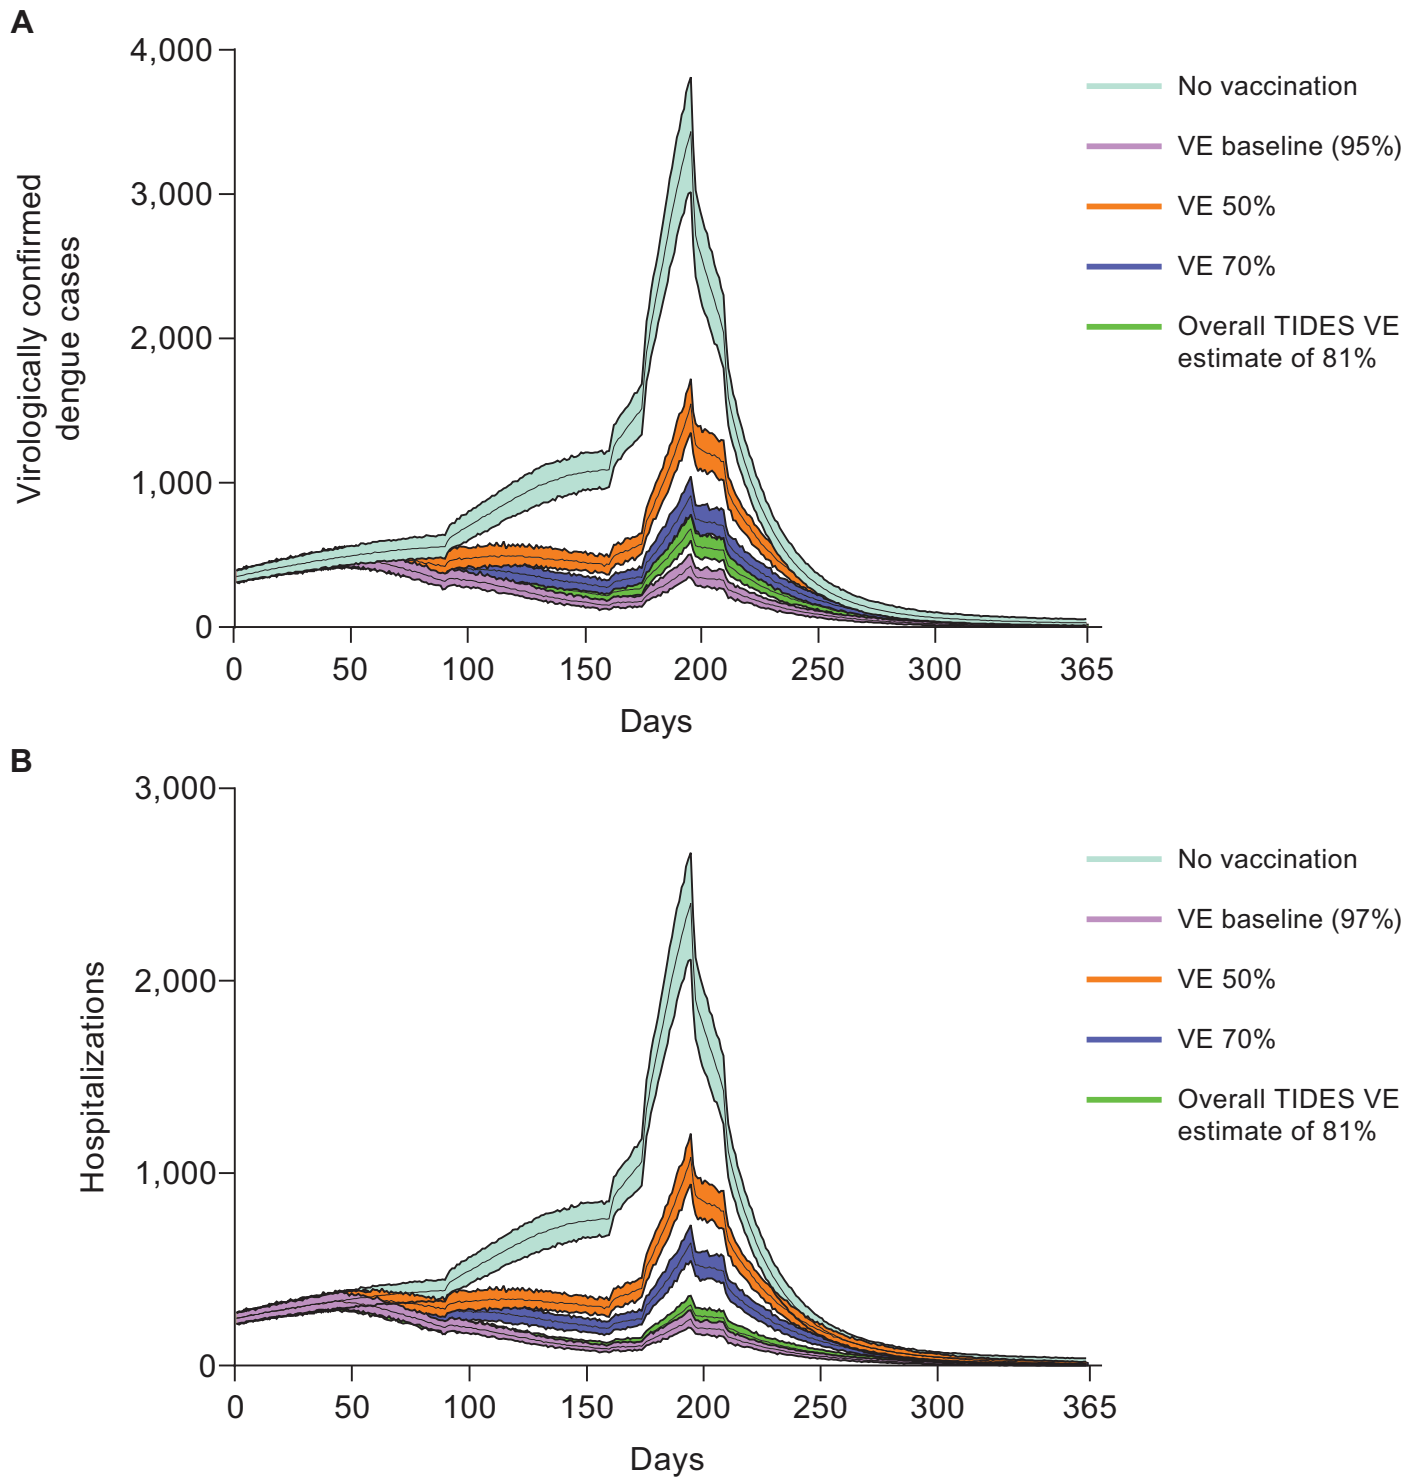 A
4,000
3,000
2,000
1,000
0
Virologically confirmed
dengue cases
0 50 100 150 200 250 300 365
Days
No vaccination
VE baseline (95%)
VE 50%
VE 70%
Overall TIDES VE
estimate of 81%
B
3,000
2,000
1,000
0
Hospitalizations
0 50 100 150 200 250 300 365
Days
No vaccination
VE baseline (97%)
VE 50%
VE 70%
Overall TIDES VE
estimate of 81%